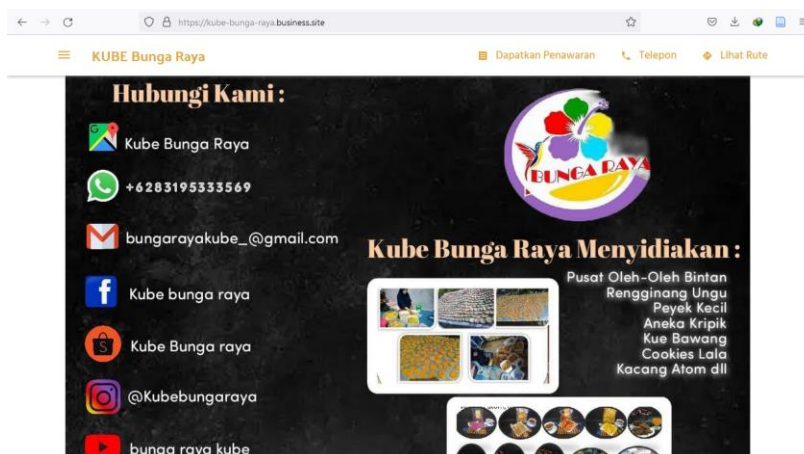 https://kube-bunga-raya.business.site
KUBE Bunga Raya
Dapatkan Penawaran
Telepon
Lihat Rute
Hubungi Kami :
Kube Bunga Raya
+6283195333569
bungarayakube_@gmail.com
Kube bunga raya
Kube Bunga raya
@Kubebungaraya
bunga raya kube
BUNGA RAYA
Kube Bunga Raya Menyidiakan :
Pusat Oleh-Oleh Bintan
Rengginang Ungu
Peyek Kecil
Aneka Kripik
Kue Bawang
Cookies Lala
Kacang Atom dll